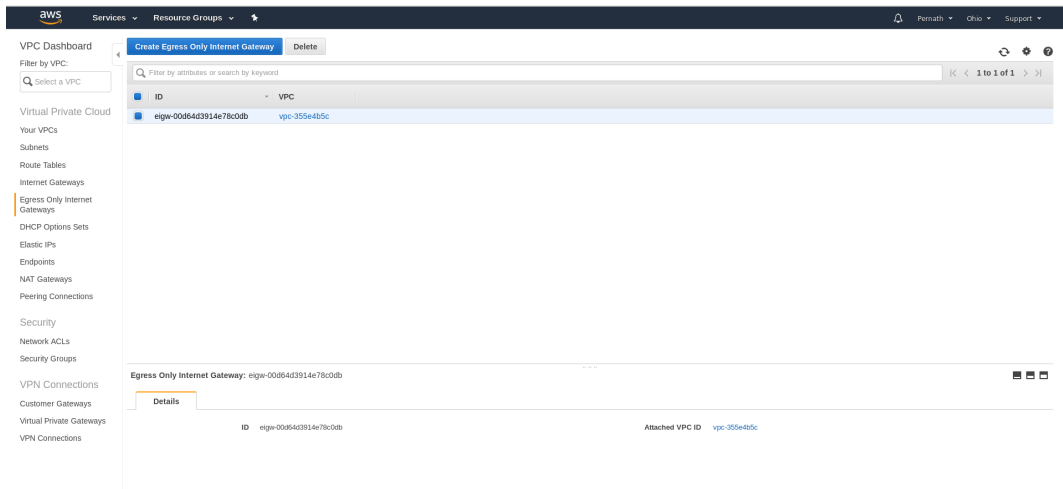 aws Services Resource Groups Pernath Ohio Support
VPC Dashboard
Filter by VPC:
Select a VPC
Virtual Private Cloud
Your VPCs
Subnets
Route Tables
Internet Gateways
Egress Only Internet
Gateways
DHCP Options Sets
Elastic IPs
Endpoints
NAT Gateways
Peering Connections
Security
Network ACLs
Security Groups
VPN Connections
Customer Gateways
Virtual Private Gateways
VPN Connections
Create Egress Only Internet Gateway Delete
Filter by attributes or search by keyword 1 to 1 of 1
ID VPC
eigw-00d64d3914e78c0db vpc-355e4b5c
Egress Only Internet Gateway: eigw-00d64d3914e78c0db
Details
ID eigw-00d64d3914e78c0db Attached VPC ID vpc-355e4b5c